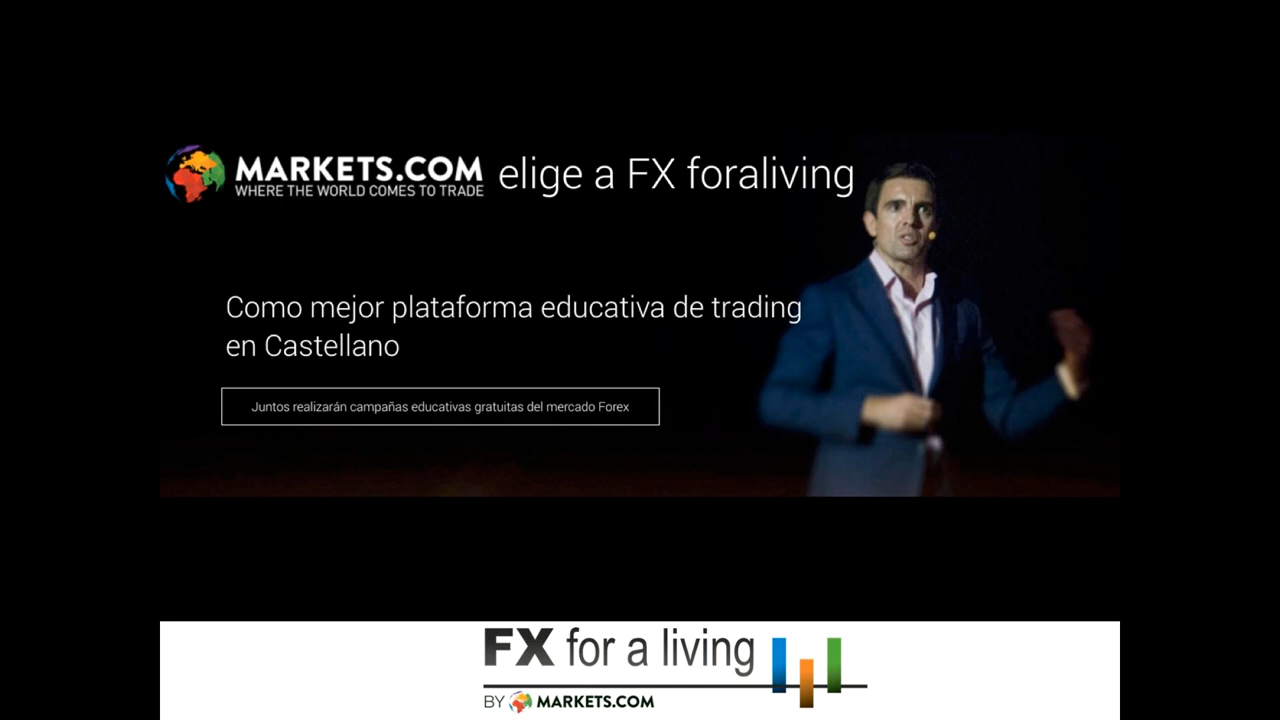 MARKETS.COM elige a FX foraliving
WHERE THE WORLD COMES TO TRADE
Como mejor plataforma educativa de trading
en Castellano
Juntos realizarán campañas educativas gratuitas del mercado Forex
FX for a living
BY MARKETS.COM